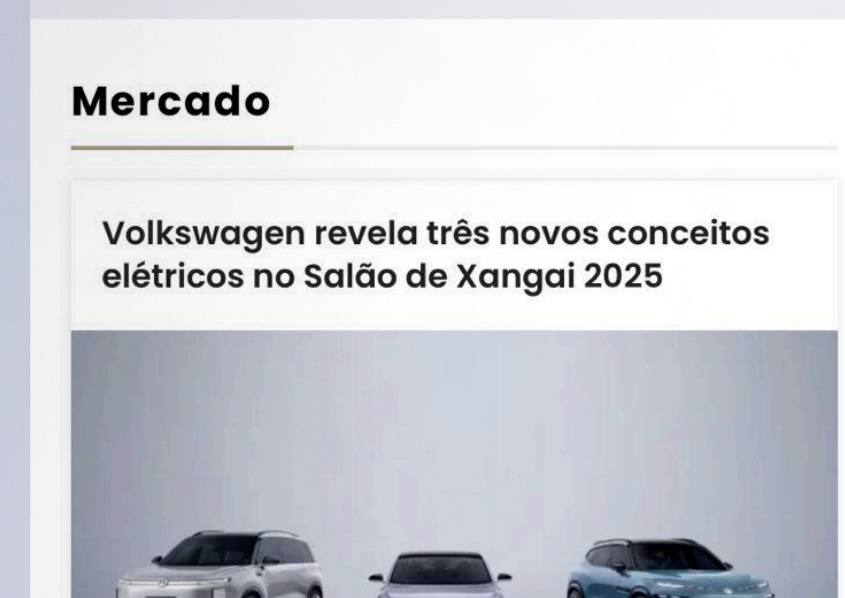 Mercado
Volkswagen revela três novos conceitos
elétricos no Salão de Xangai 2025